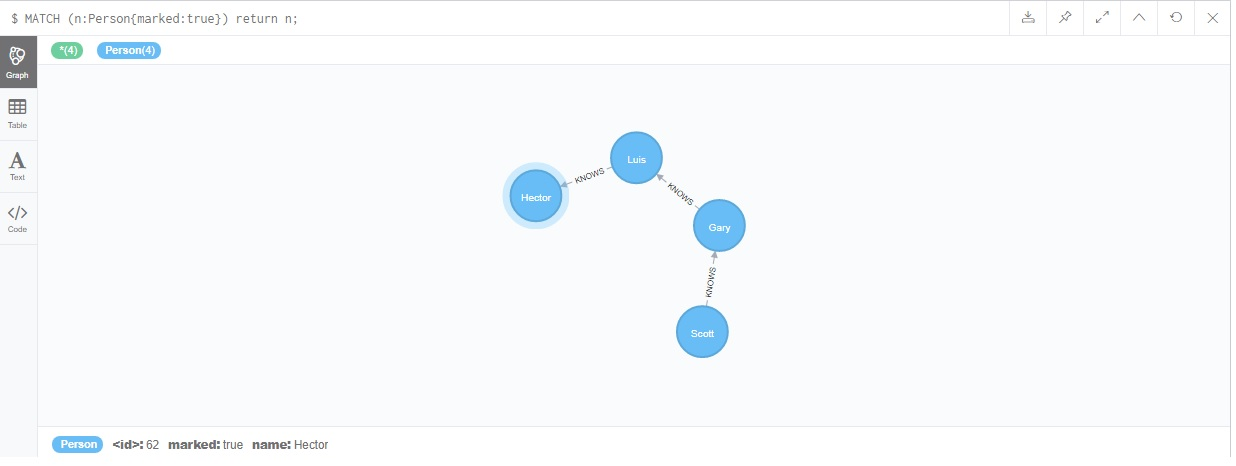 $ MATCH (n:Person{marked:true}) return n;
*(4) Person(4)
Graph
Table
A
Text
</>
Code
Luis
KNOWS
Hector
KNOWS
Gary
KNOWS
Scott
Person <id>: 62 marked: true name: Hector